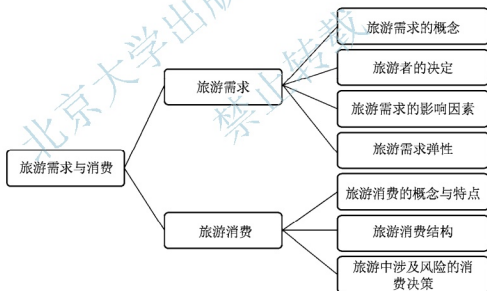 北京大学出版
禁止转载
旅游需求的概念
旅游者的决定
旅游需求
旅游需求的影响因素
旅游需求弹性
旅游需求与消费
旅游消费的概念与特点
旅游消费
旅游消费结构
旅游中涉及风险的消
费决策